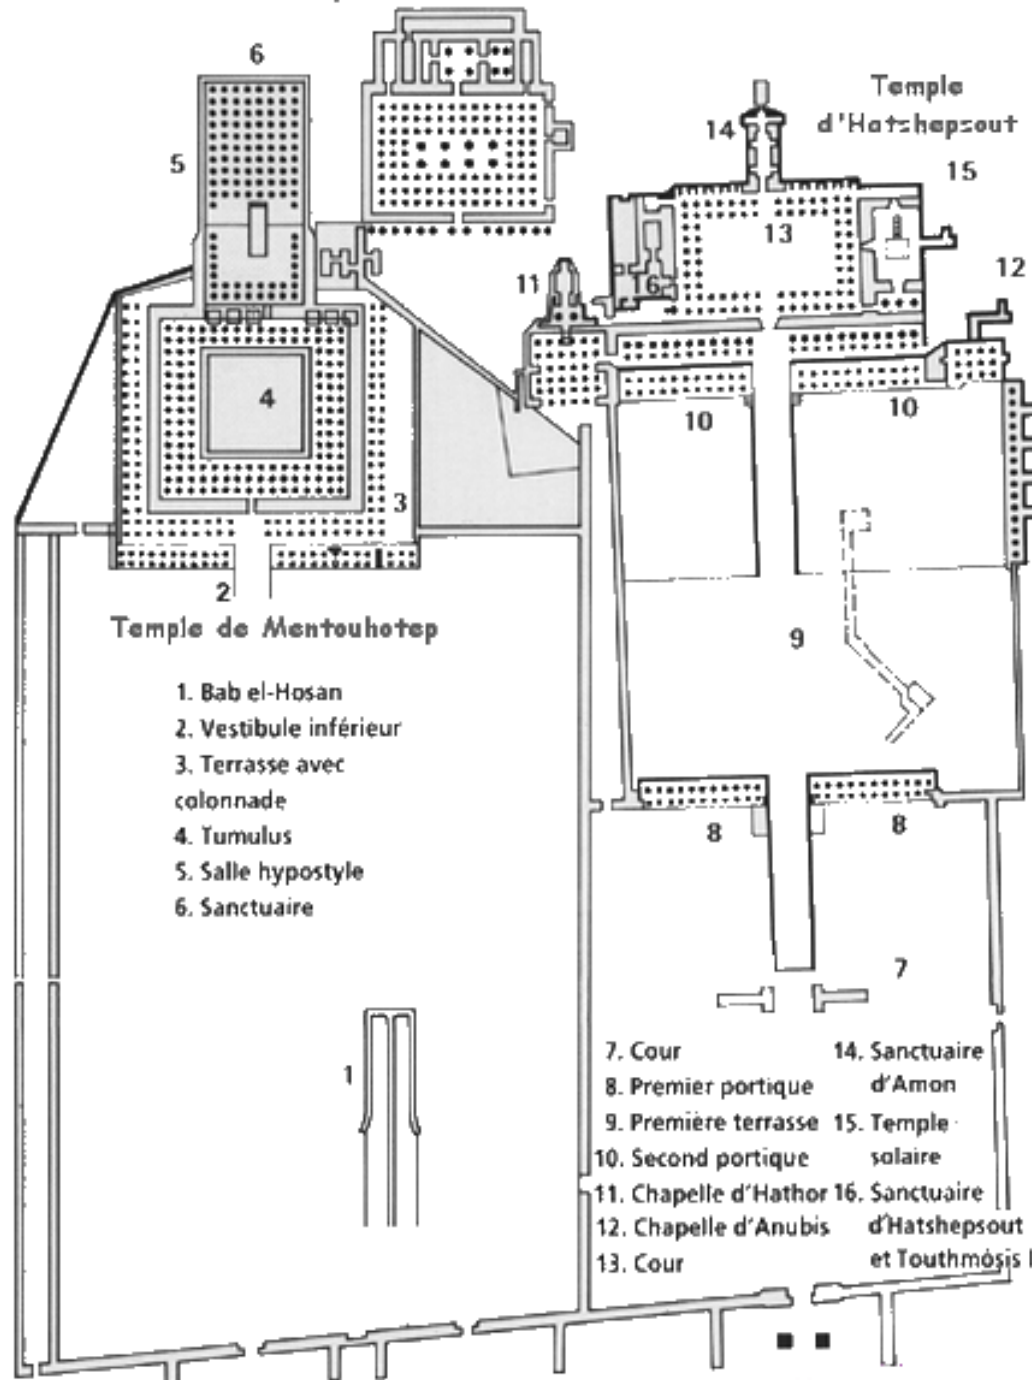 6
Temple
d'Hatshepsout
14
5
15
13
11
16
12
4
10
10
3
2
Temple de Mentouhotep
9
1. Bab el-Hosan
2. Vestibule inférieur
3. Terrasse avec
colonnade
4. Tumulus
5. Salle hypostyle
6. Sanctuaire
8
8
7
1
7. Cour
8. Premier portique
9. Première terrasse
10. Second portique
11. Chapelle d'Hathor
12. Chapelle d'Anubis
13. Cour
14. Sanctuaire
d'Amon
15. Temple
solaire
16. Sanctuaire
d'Hatshepsout
et Touthmôsis I